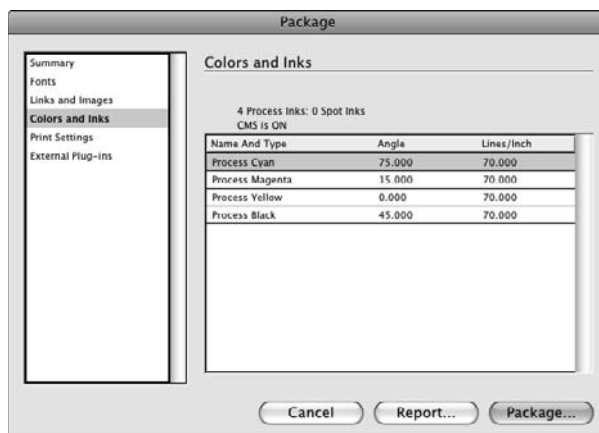 Package
Summary
Fonts
Links and Images
Colors and Inks
Print Settings
External Plug-ins
Colors and Inks
4 Process Inks; 0 Spot Inks
CMS is ON
Name And Type Angle Lines/Inch
Process Cyan 75.000 70.000
Process Magenta 15.000 70.000
Process Yellow 0.000 70.000
Process Black 45.000 70.000
Cancel Report... Package...